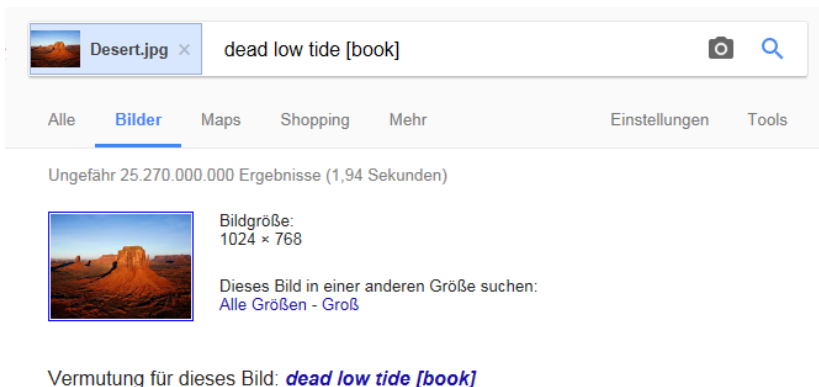 Desert.jpg × dead low tide [book]
Alle Bilder Maps Shopping Mehr Einstellungen Tools
Ungefähr 25.270.000.000 Ergebnisse (1,94 Sekunden)
Bildgröße:
1024 × 768
Dieses Bild in einer anderen Größe suchen:
Alle Größen - Groß
Vermutung für dieses Bild: dead low tide [book]